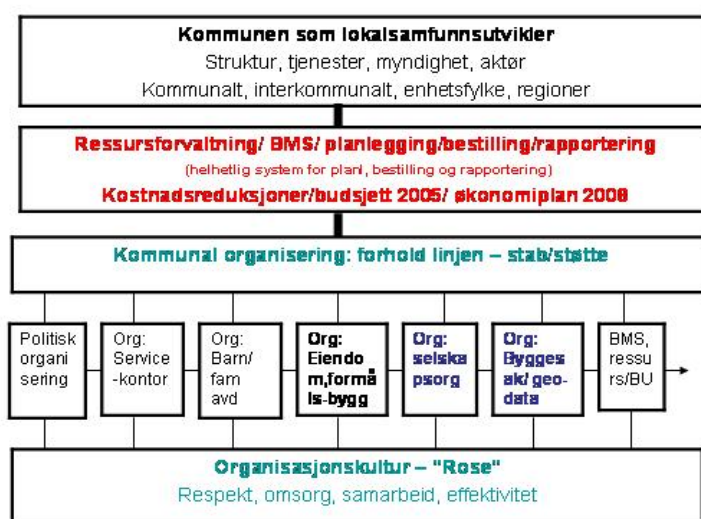 Kommunen som lokalsamfunnsutvikler
Struktur, tjenester, myndighet, aktør
Kommunalt, interkommunalt, enhetsfylke, regioner
Ressursforvaltning/ BMS/ planlegging/bestilling/rapportering
(helhetlig system for planl, bestilling og rapportering)
Kostnadsreduksjoner/budsjett 2005/ økonomiplan 2008
Kommunal organisering: forhold linjen – stab/støtte
Politisk
organi
sering
Org:
Service
-kontor
Org:
Barn/
fam
avd
Org:
Eiendo
m,formå
ls-bygg
Org:
selska
psorg
Org:
Bygges
ak/ geo-
data
BMS,
ressu
rs/BU
Organisasjonskultur – "Rose"
Respekt, omsorg, samarbeid, effektivitet